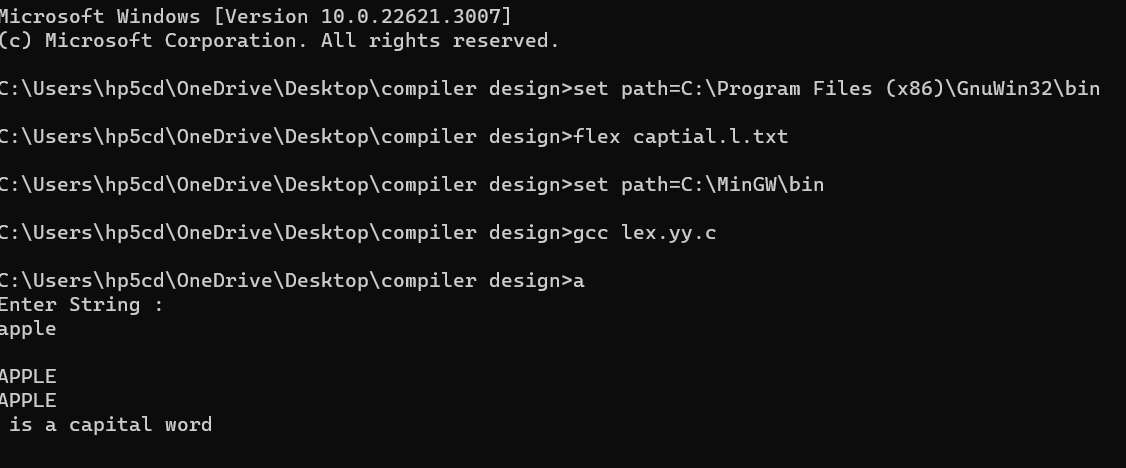 Microsoft Windows [Version 10.0.22621.3007]
(c) Microsoft Corporation. All rights reserved.
C:\Users\hp5cd\OneDrive\Desktop\compiler design>set path=C:\Program Files (x86)\GnuWin32\bin
C:\Users\hp5cd\OneDrive\Desktop\compiler design>flex captial.l.txt
C:\Users\hp5cd\OneDrive\Desktop\compiler design>set path=C:\MinGW\bin
C:\Users\hp5cd\OneDrive\Desktop\compiler design>gcc lex.yy.c
C:\Users\hp5cd\OneDrive\Desktop\compiler design>a
Enter String :
apple
APPLE
APPLE
 is a capital word